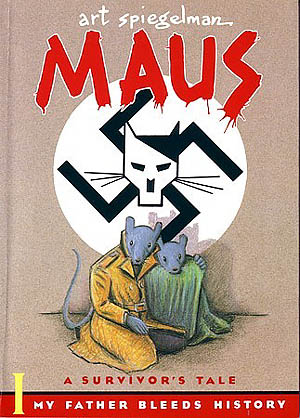 art spiegelman
MAUS
A SURVIVOR'S TALE
I MY FATHER BLEEDS HISTORY